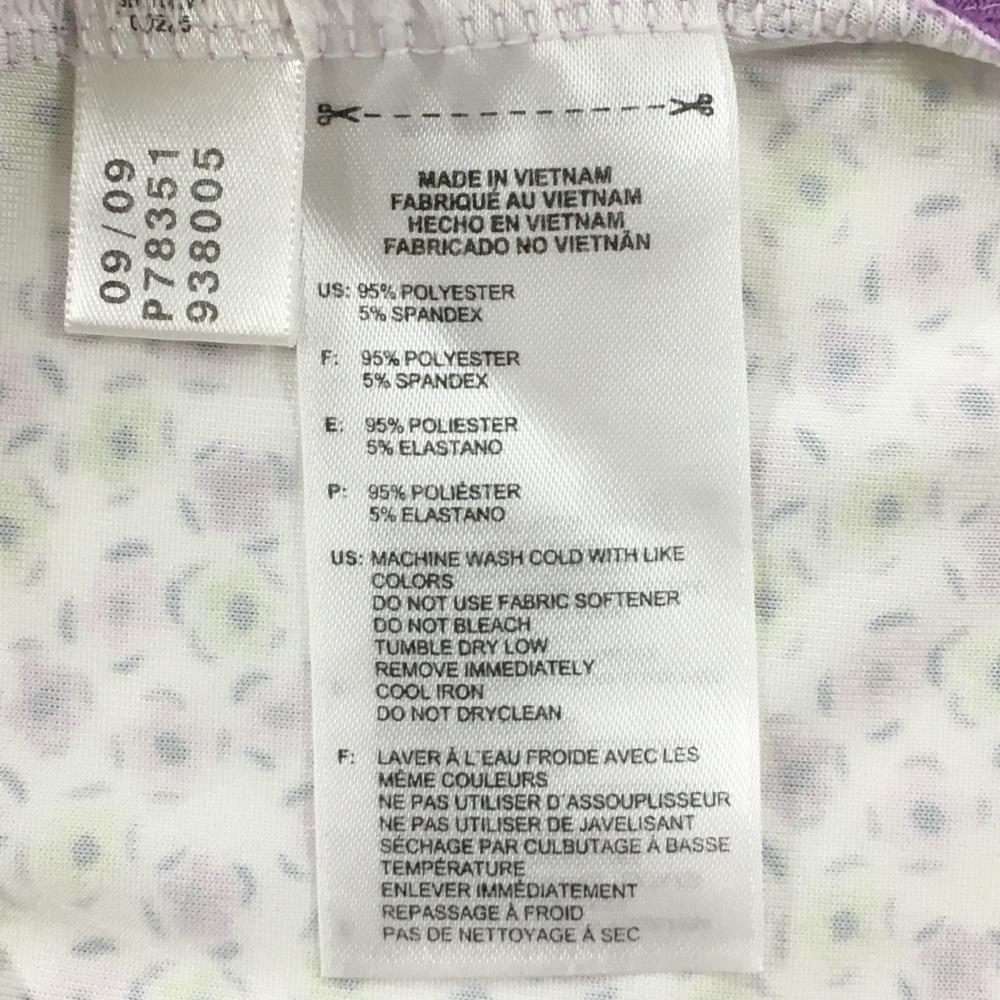 09/09
P78351
938005
MADE IN VIETNAM
FABRIQUÉ AU VIETNAM
HECHO EN VIETNAM
FABRICADO NO VIETNÃN
US: 95% POLYESTER
5% SPANDEX
F: 95% POLYESTER
5% SPANDEX
E: 95% POLIESTER
5% ELASTANO
P: 95% POLIÉSTER
5% ELASTANO
US: MACHINE WASH COLD WITH LIKE
COLORS
DO NOT USE FABRIC SOFTENER
DO NOT BLEACH
TUMBLE DRY LOW
REMOVE IMMEDIATELY
COOL IRON
DO NOT DRYCLEAN
F: LAVER À L'EAU FROIDE AVEC LES
MÊME COULEURS
NE PAS UTILISER D'ASSOUPLISSEUR
NE PAS UTILISER DE JAVELISANT
SÉCHAGE PAR CULBUTAGE À BASSE
TEMPÉRATURE
ENLEVER IMMÉDIATEMENT
REPASSAGE À FROID
PAS DE NETTOYAGE Á SEC